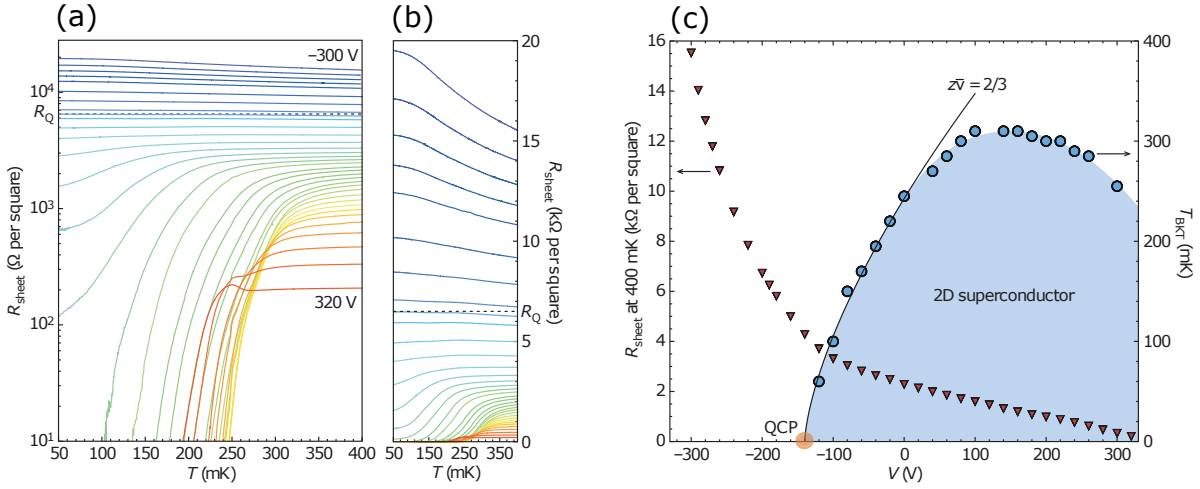 (a)
−300 V
10⁴
R_Q
10³
10²
10¹
R_sheet (Ω per square)
320 V
50 100 150 200 250 300 350 400
T (mK)
(b)
20
15
10
R_Q
5
0
R_sheet (kΩ per square)
50 150 250 350
T (mK)
(c)
16
14
12
10
8
6
4
2
0
R_sheet at 400 mK (kΩ per square)
zν̄ = 2/3
2D superconductor
QCP
400
300
200
100
0
T_BKT (mK)
−300 −200 −100 0 100 200 300
V (V)